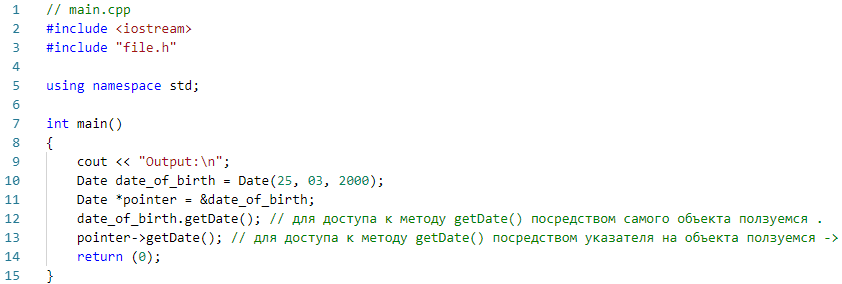 1 // main.cpp
2 #include <iostream>
3 #include "file.h"
4
5 using namespace std;
6
7 int main()
8 {
9 cout << "Output:\n";
10 Date date_of_birth = Date(25, 03, 2000);
11 Date *pointer = &date_of_birth;
12 date_of_birth.getDate(); // для доступа к методу getDate() посредством самого объекта ползуемся .
13 pointer->getDate(); // для доступа к методу getDate() посредством указателя на объекта ползуемся ->
14 return (0);
15 }